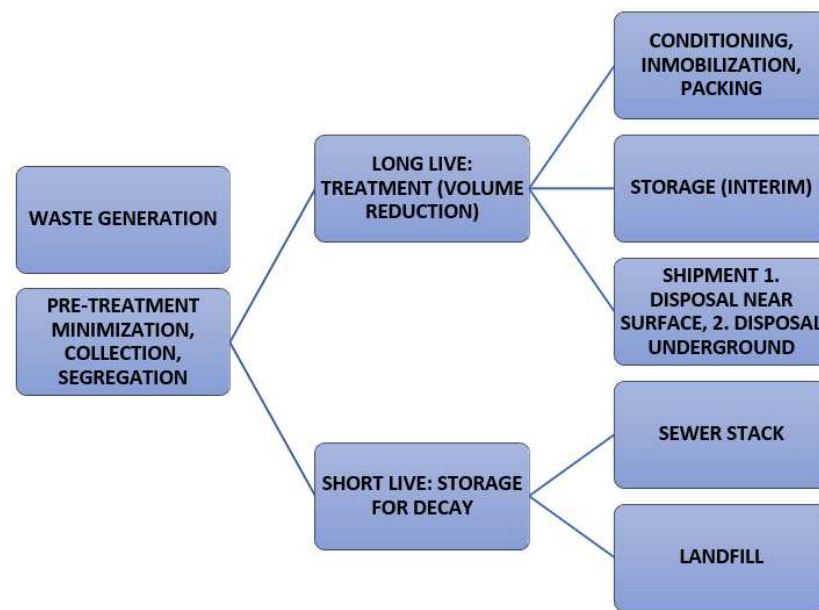 WASTE GENERATION
PRE-TREATMENT
MINIMIZATION,
COLLECTION,
SEGREGATION
LONG LIVE:
TREATMENT (VOLUME
REDUCTION)
SHORT LIVE: STORAGE
FOR DECAY
CONDITIONING,
INMOBILIZATION,
PACKING
STORAGE (INTERIM)
SHIPMENT 1.
DISPOSAL NEAR
SURFACE, 2. DISPOSAL
UNDERGROUND
SEWER STACK
LANDFILL